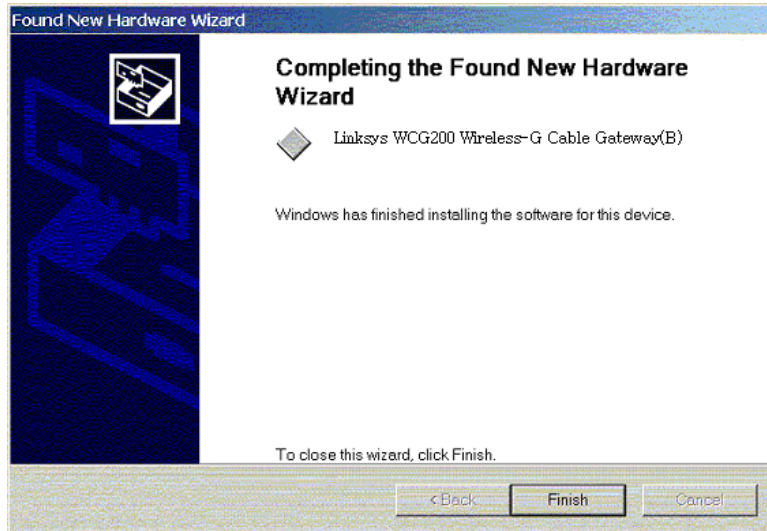 Found New Hardware Wizard
Completing the Found New Hardware
Wizard
Linksys WCG200 Wireless-G Cable Gateway(B)
Windows has finished installing the software for this device.
To close this wizard, click Finish.
< Back Finish Cancel